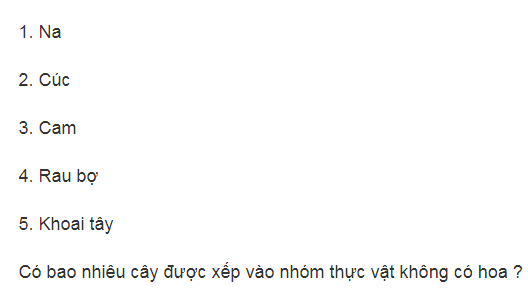 1. Na
2. Cúc
3. Cam
4. Rau bợ
5. Khoai tây
Có bao nhiêu cây được xếp vào nhóm thực vật không có hoa ?